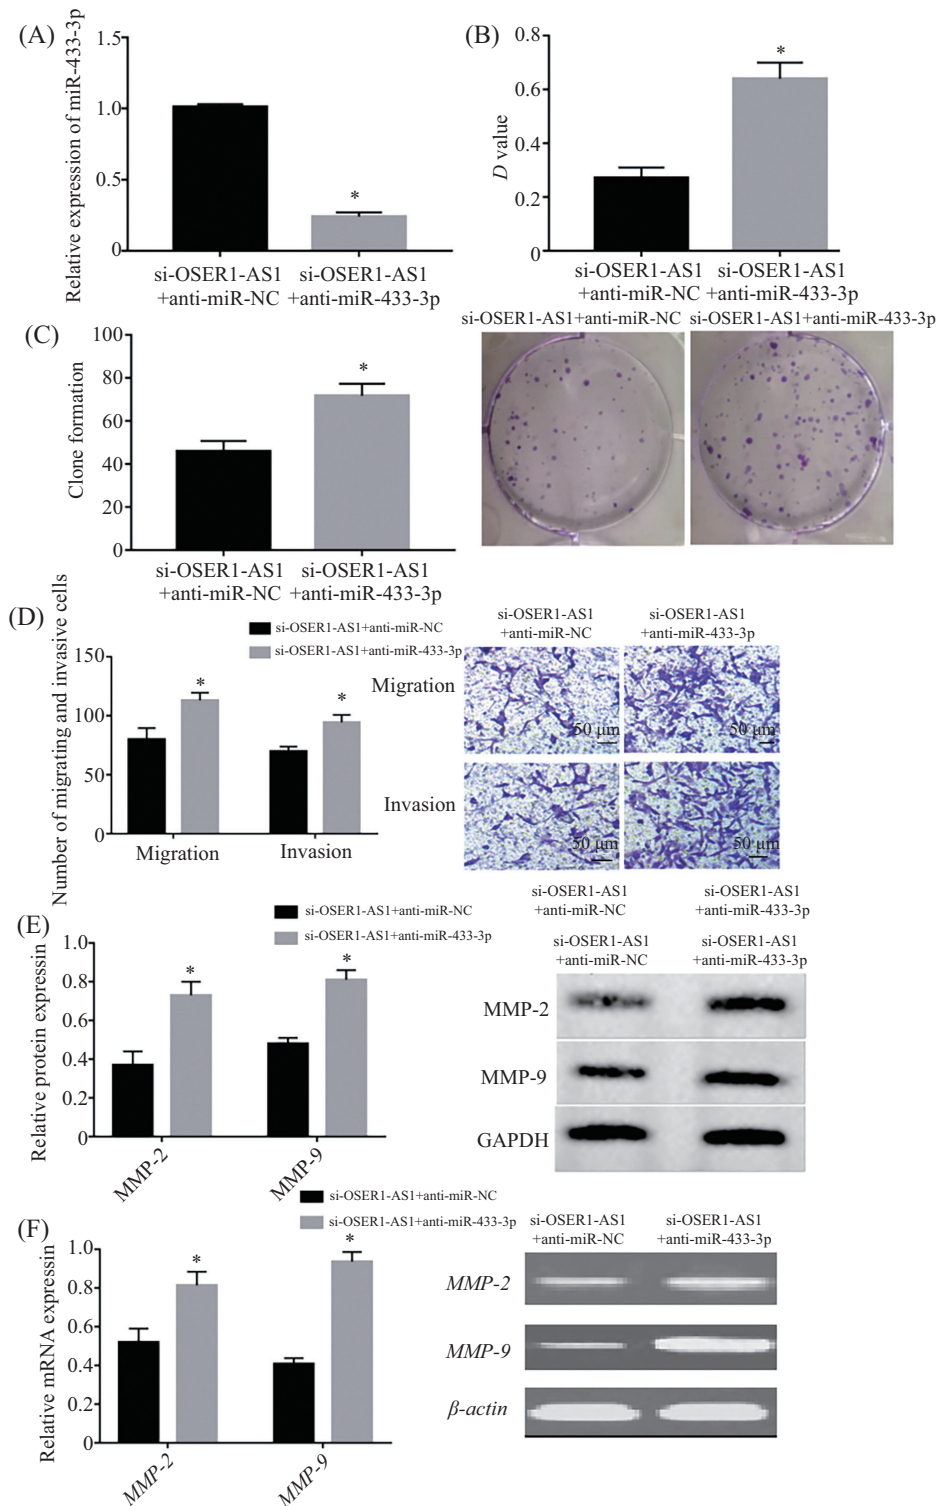 (A)
Relative expression of miR-433-3p
1.5
1.0
0.5
0
*
si-OSER1-AS1
+anti-miR-NC
si-OSER1-AS1
+anti-miR-433-3p
(B)
D value
0.8
0.6
0.4
0.2
0
*
si-OSER1-AS1
+anti-miR-NC
si-OSER1-AS1
+anti-miR-433-3p
(C)
Clone formation
100
80
60
40
20
0
*
si-OSER1-AS1
+anti-miR-NC
si-OSER1-AS1
+anti-miR-433-3p
si-OSER1-AS1+anti-miR-NC
si-OSER1-AS1+anti-miR-433-3p
(D)
Number of migrating and invasive cells
si-OSER1-AS1+anti-miR-NC
si-OSER1-AS1+anti-miR-433-3p
150
100
50
0
*
*
Migration
Invasion
si-OSER1-AS1
+anti-miR-NC
si-OSER1-AS1
+anti-miR-433-3p
Migration
50 μm
50 μm
Invasion
50 μm
50 μm
(E)
Relative protein expressin
si-OSER1-AS1+anti-miR-NC
si-OSER1-AS1+anti-miR-433-3p
1.0
0.8
0.6
0.4
0.2
0
*
*
MMP-2
MMP-9
si-OSER1-AS1
+anti-miR-NC
si-OSER1-AS1
+anti-miR-433-3p
si-OSER1-AS1
+anti-miR-NC
si-OSER1-AS1
+anti-miR-433-3p
MMP-2
MMP-9
GAPDH
(F)
Relative mRNA expressin
si-OSER1-AS1+anti-miR-NC
si-OSER1-AS1+anti-miR-433-3p
1.0
0.8
0.6
0.4
0.2
0
*
*
MMP-2
MMP-9
si-OSER1-AS1
+anti-miR-NC
si-OSER1-AS1
+anti-miR-433-3p
MMP-2
MMP-9
β-actin